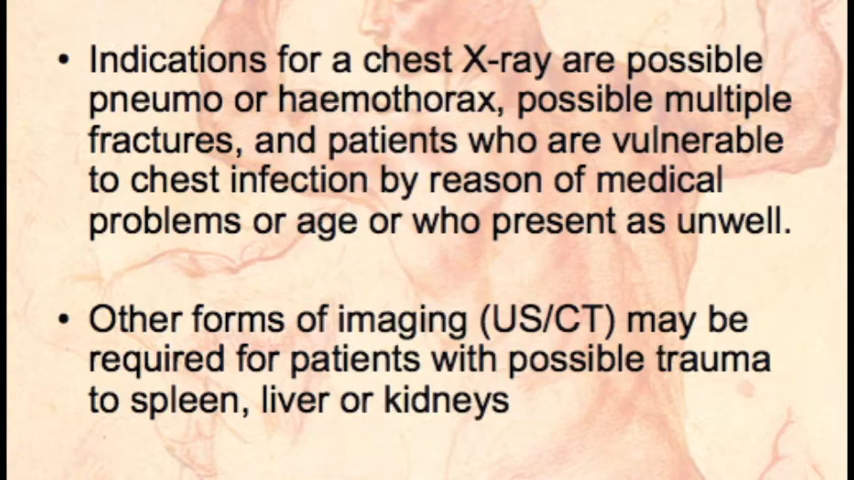 • Indications for a chest X-ray are possible
pneumo or haemothorax, possible multiple
fractures, and patients who are vulnerable
to chest infection by reason of medical
problems or age or who present as unwell.
• Other forms of imaging (US/CT) may be
required for patients with possible trauma
to spleen, liver or kidneys